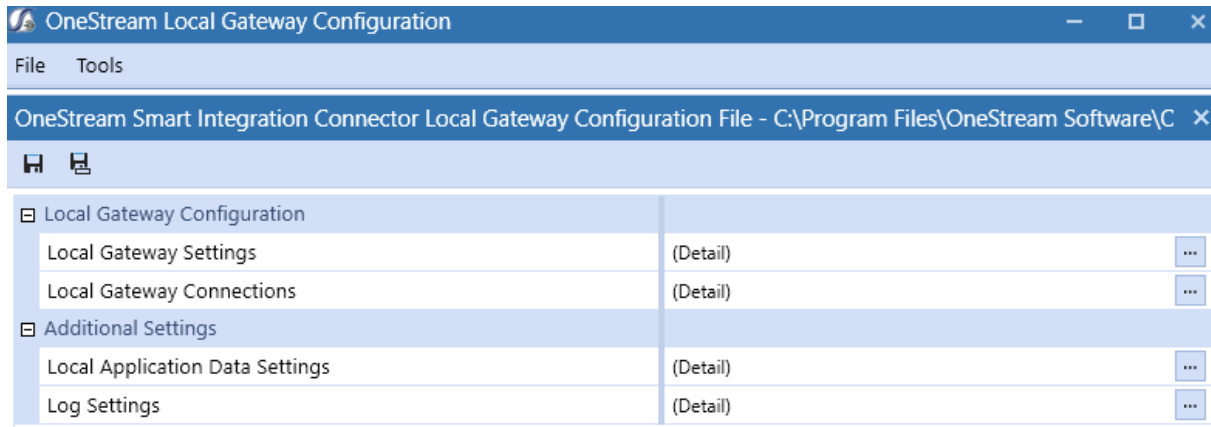 OneStream Local Gateway Configuration
File Tools
OneStream Smart Integration Connector Local Gateway Configuration File - C:\Program Files\OneStream Software\C
Local Gateway Configuration
Local Gateway Settings (Detail) ...
Local Gateway Connections (Detail) ...
Additional Settings
Local Application Data Settings (Detail) ...
Log Settings (Detail) ...